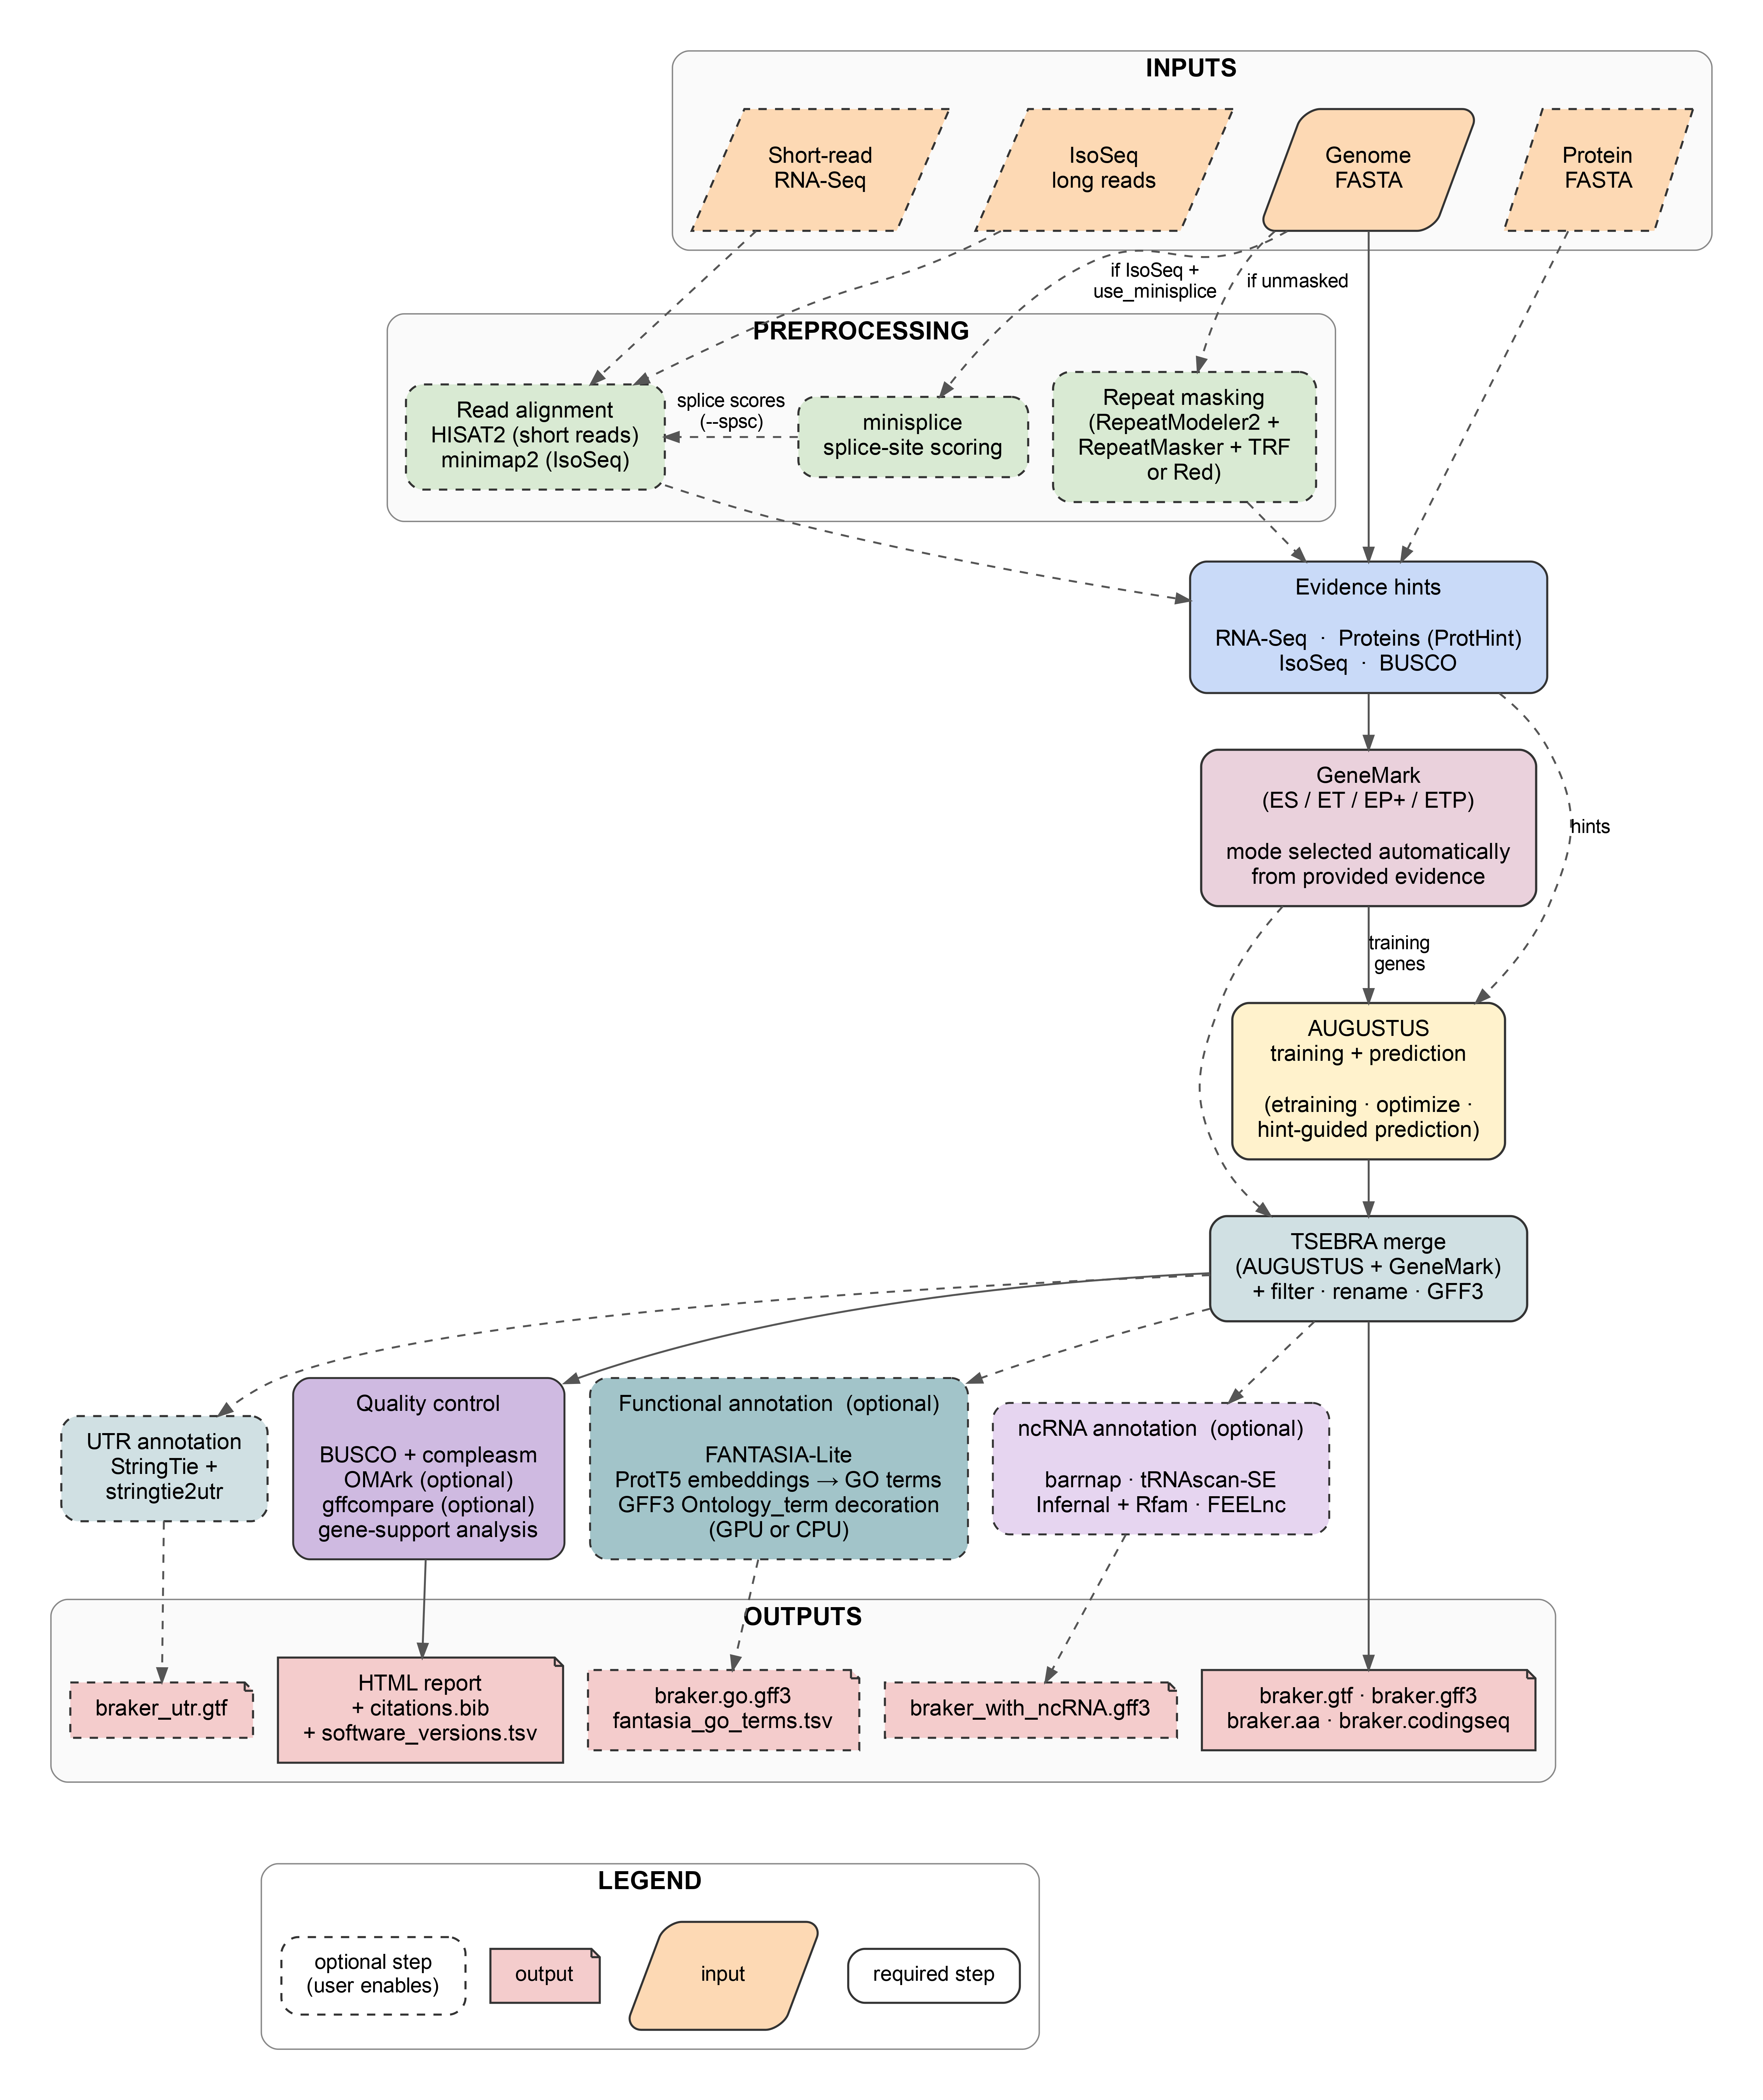 INPUTS
Short-read
RNA-Seq
IsoSeq
long reads
Genome
FASTA
Protein
FASTA
if IsoSeq +
use_minisplice
if unmasked
PREPROCESSING
Read alignment
HISAT2 (short reads)
minimap2 (IsoSeq)
splice scores
(--spsc)
minisplice
splice-site scoring
Repeat masking
(RepeatModeler2 +
RepeatMasker + TRF
or Red)
Evidence hints
RNA-Seq · Proteins (ProtHint)
IsoSeq · BUSCO
GeneMark
(ES / ET / EP+ / ETP)
mode selected automatically
from provided evidence
hints
training
genes
AUGUSTUS
training + prediction
(etraining · optimize ·
hint-guided prediction)
TSEBRA merge
(AUGUSTUS + GeneMark)
+ filter · rename · GFF3
UTR annotation
StringTie +
stringtie2utr
Quality control
BUSCO + compleasm
OMArk (optional)
gffcompare (optional)
gene-support analysis
Functional annotation (optional)
FANTASIA-Lite
ProtT5 embeddings → GO terms
GFF3 Ontology_term decoration
(GPU or CPU)
ncRNA annotation (optional)
barrnap · tRNAscan-SE
Infernal + Rfam · FEELnc
OUTPUTS
braker_utr.gtf
HTML report
+ citations.bib
+ software_versions.tsv
braker.go.gff3
fantasia_go_terms.tsv
braker_with_ncRNA.gff3
braker.gtf · braker.gff3
braker.aa · braker.codingseq
LEGEND
optional step
(user enables)
output
input
required step